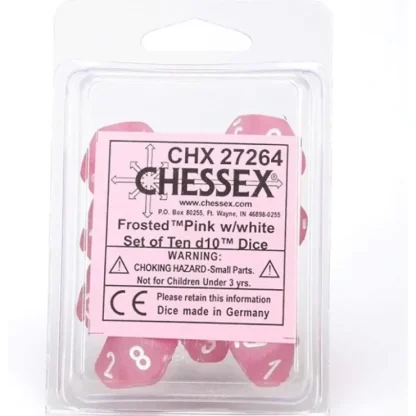 CHX 27264
CHESSEX®
www.chessex.com
P.O. Box 80255, Ft. Wayne, IN 46898-0255
Frosted™Pink w/white
Set of Ten d10™ Dice
WARNING:
CHOKING HAZARD-Small Parts.
Not for Children Under 3 yrs.
CE Please retain this information
Dice made in Germany
2 8 1